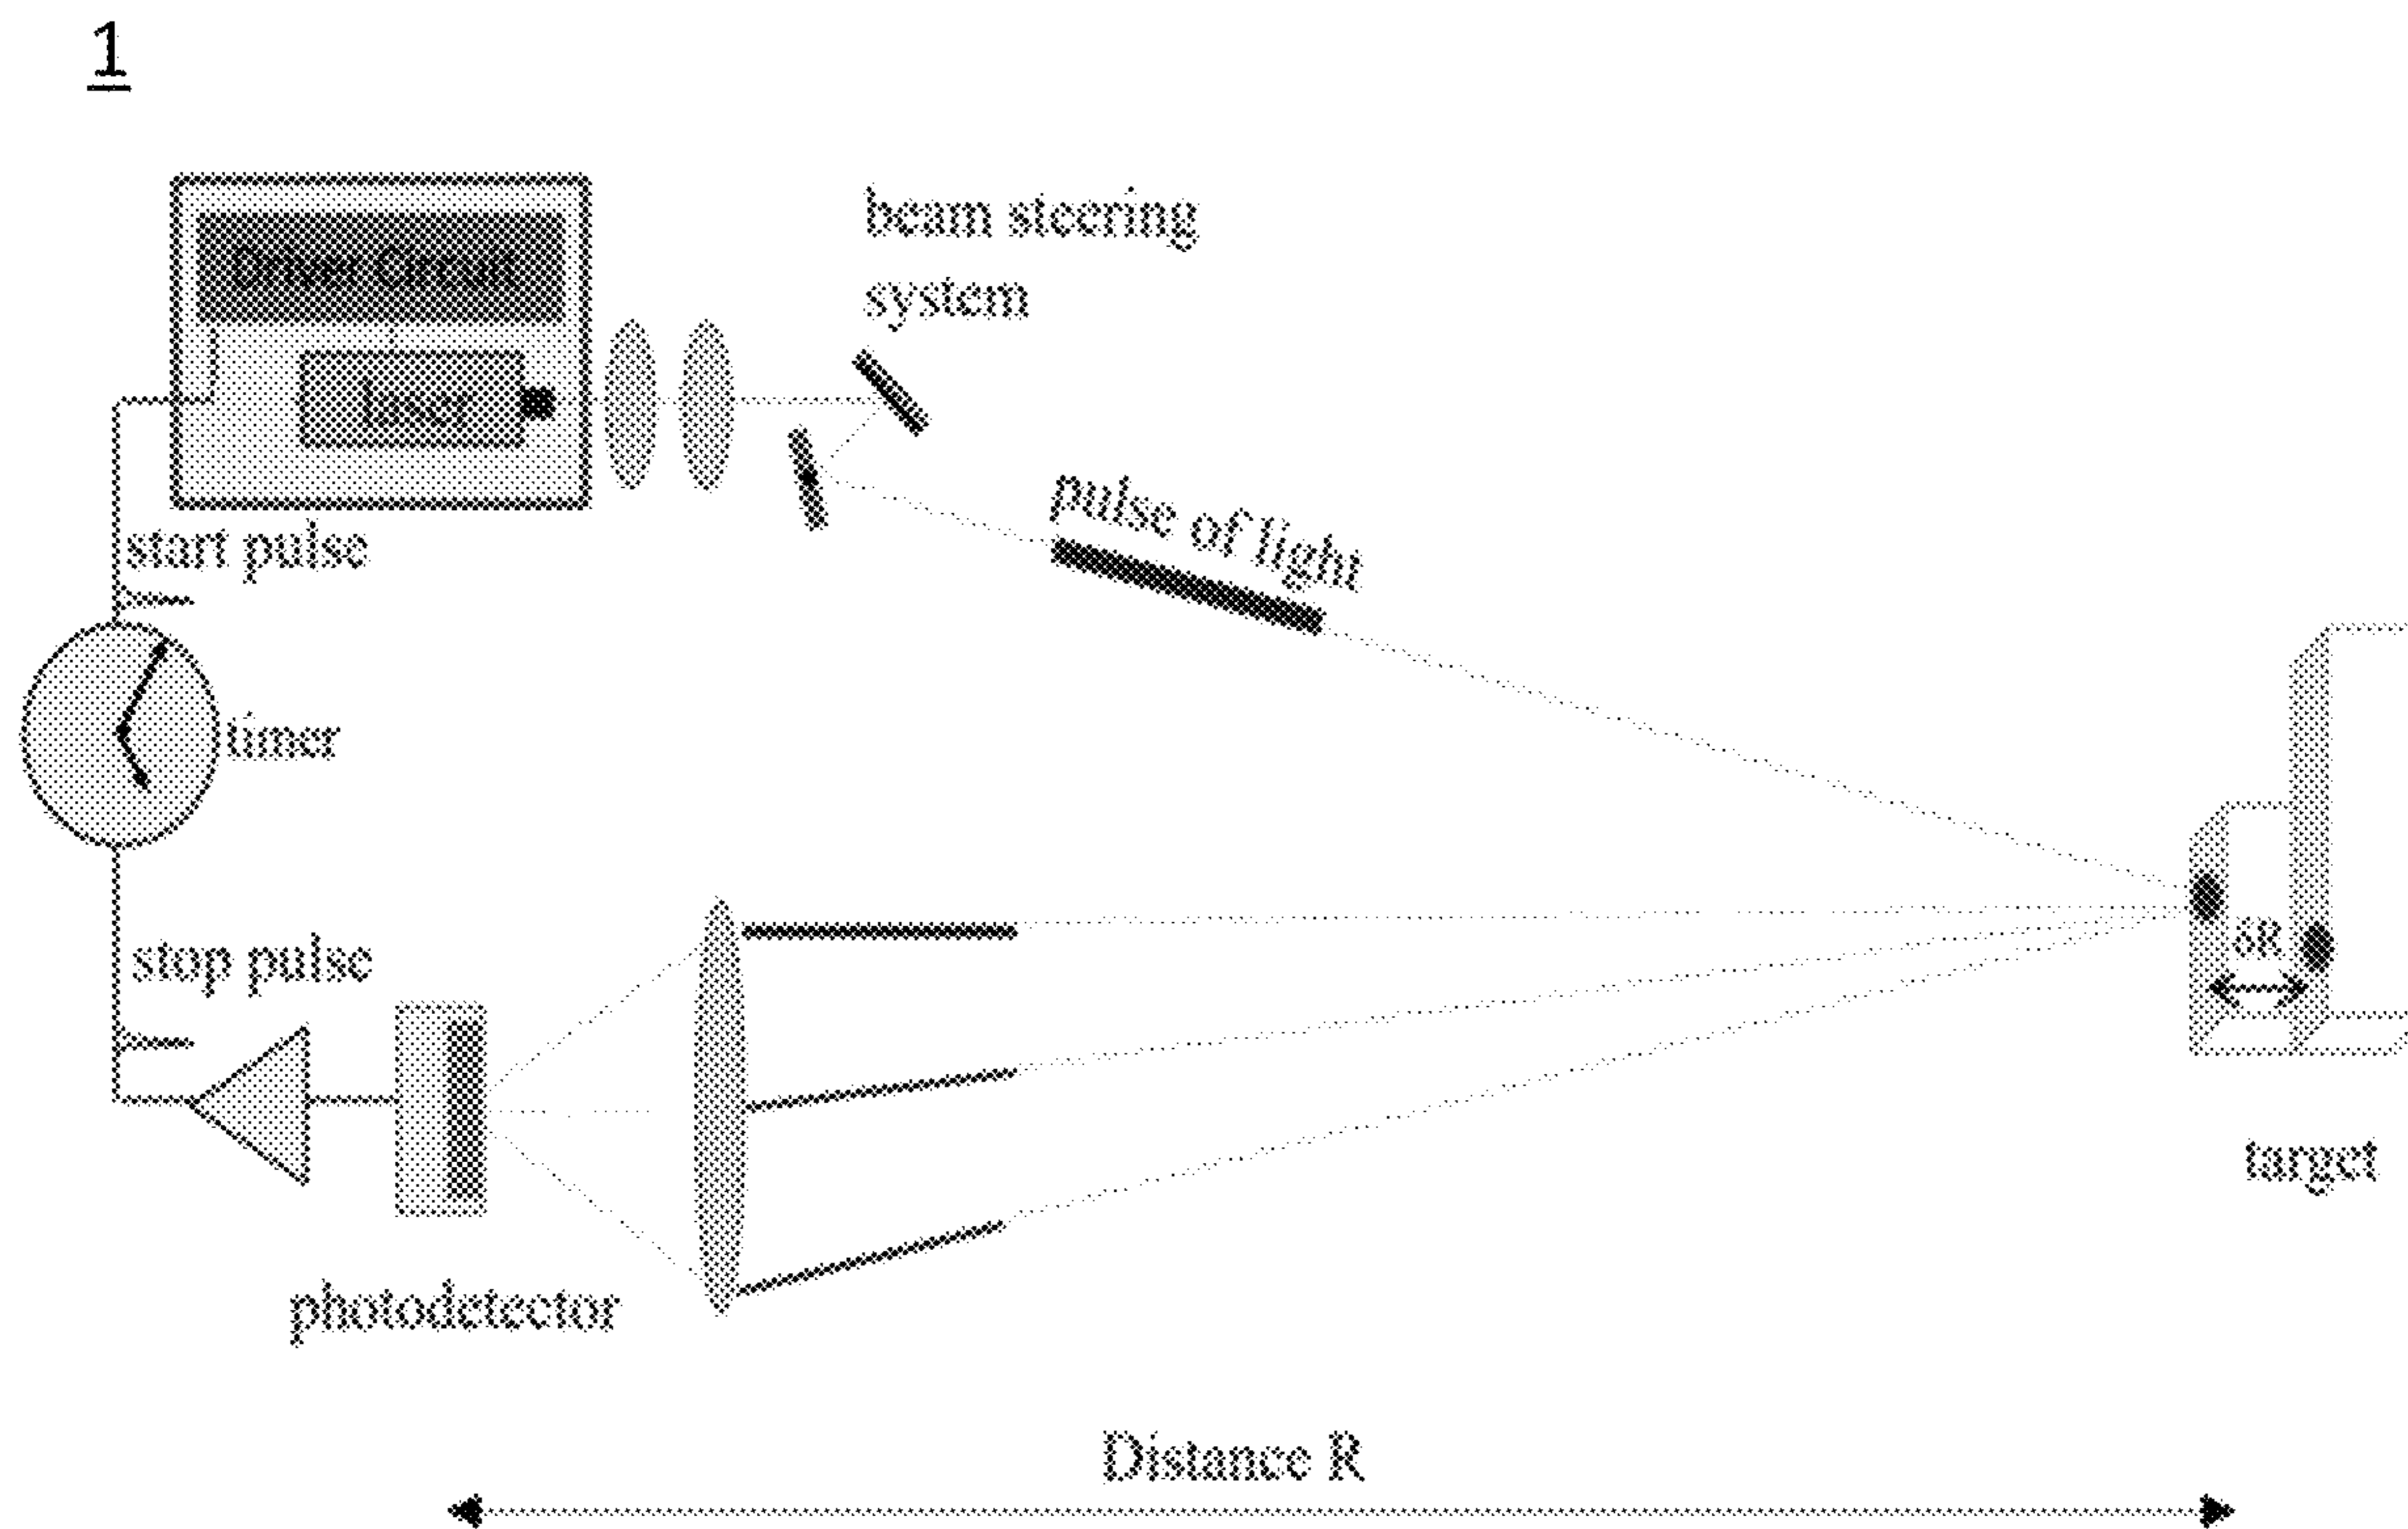 1
Driver Circuit
laser
beam steering
system
pulse of light
start pulse
timer
stop pulse
δR
photodetector
target
Distance R